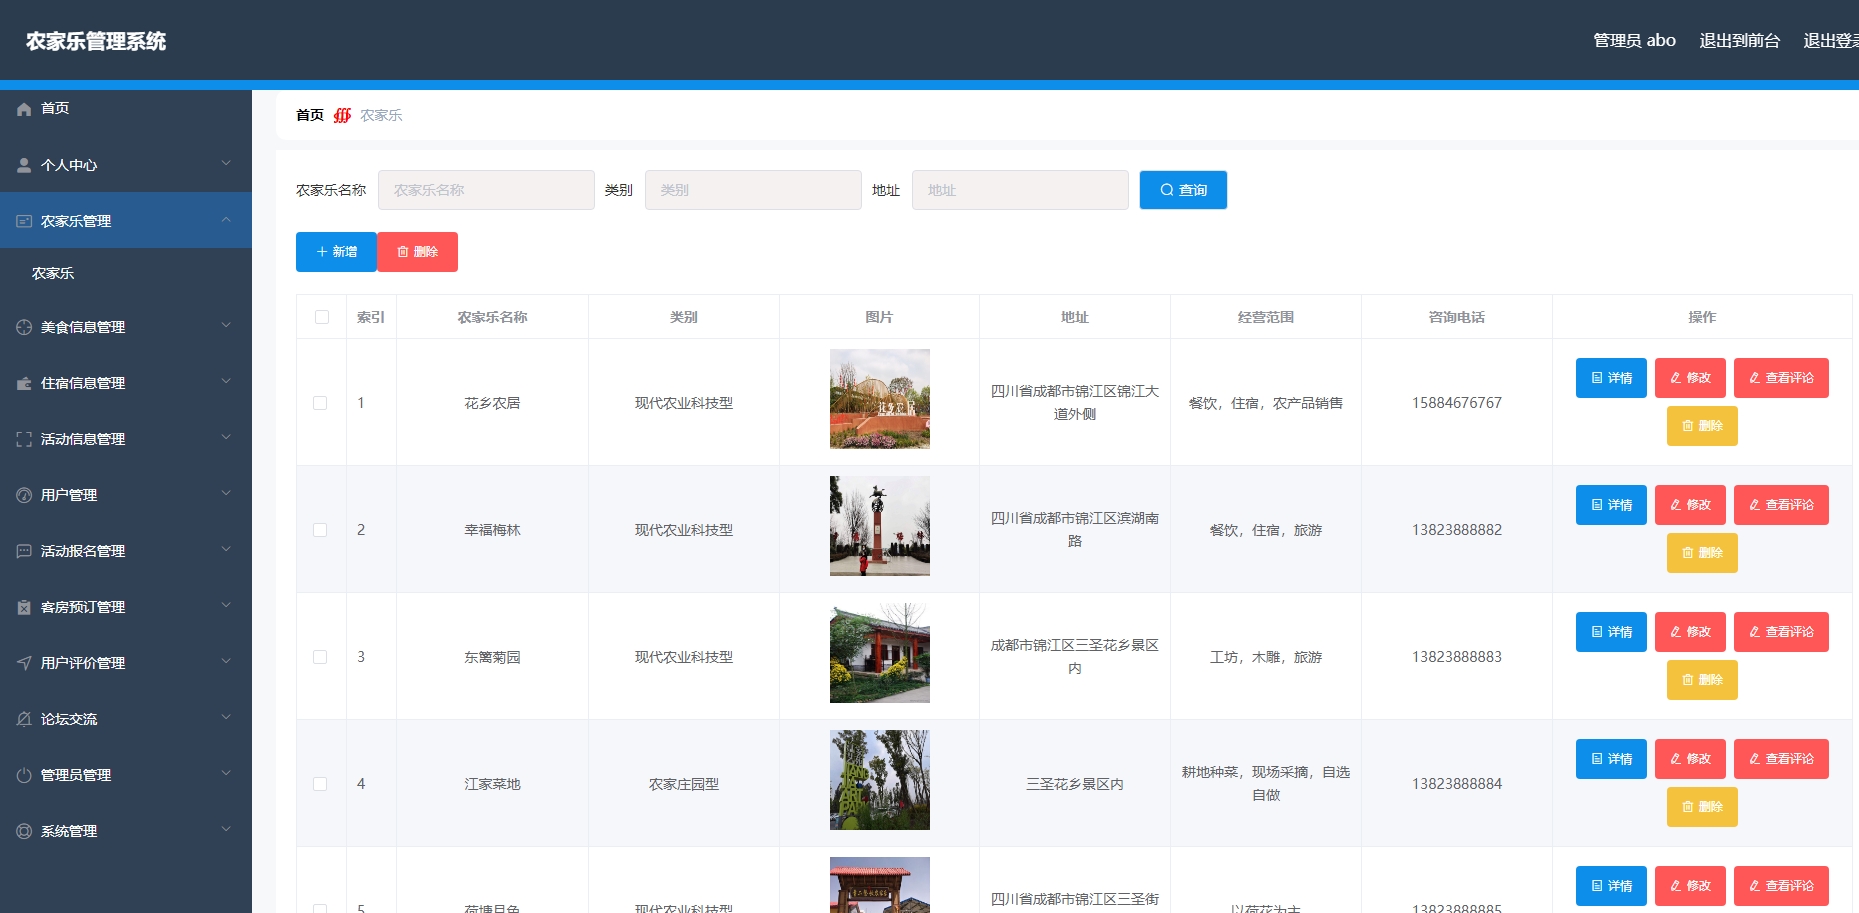 农家乐管理系统
管理员 abo 退出到前台 退出登录
首页
个人中心
农家乐管理
农家乐
美食信息管理
住宿信息管理
活动信息管理
用户管理
活动报名管理
客房预订管理
用户评价管理
论坛交流
管理员管理
系统管理
首页 农家乐
农家乐名称 农家乐名称 类别 类别 地址 地址 查询
新增 删除
索引 农家乐名称 类别 图片 地址 经营范围 咨询电话 操作
1 花乡农居 现代农业科技型 花乡农居 四川省成都市锦江区锦江大
道外侧 餐饮，住宿，农产品销售 15884676767 详情 修改 查看评论
删除
2 幸福梅林 现代农业科技型 四川省成都市锦江区滨湖南
路 餐饮，住宿，旅游 13823888882 详情 修改 查看评论
删除
3 东篱菊园 现代农业科技型 成都市锦江区三圣花乡景区
内 工坊，木雕，旅游 13823888883 详情 修改 查看评论
删除
4 江家菜地 农家庄园型 三圣花乡景区内 耕地种菜，现场采摘，自选
自做 13823888884 详情 修改 查看评论
删除
5 荷塘月色 现代农业科技型 四川省成都市锦江区三圣街 以荷花为主 13823888885 详情 修改 查看评论